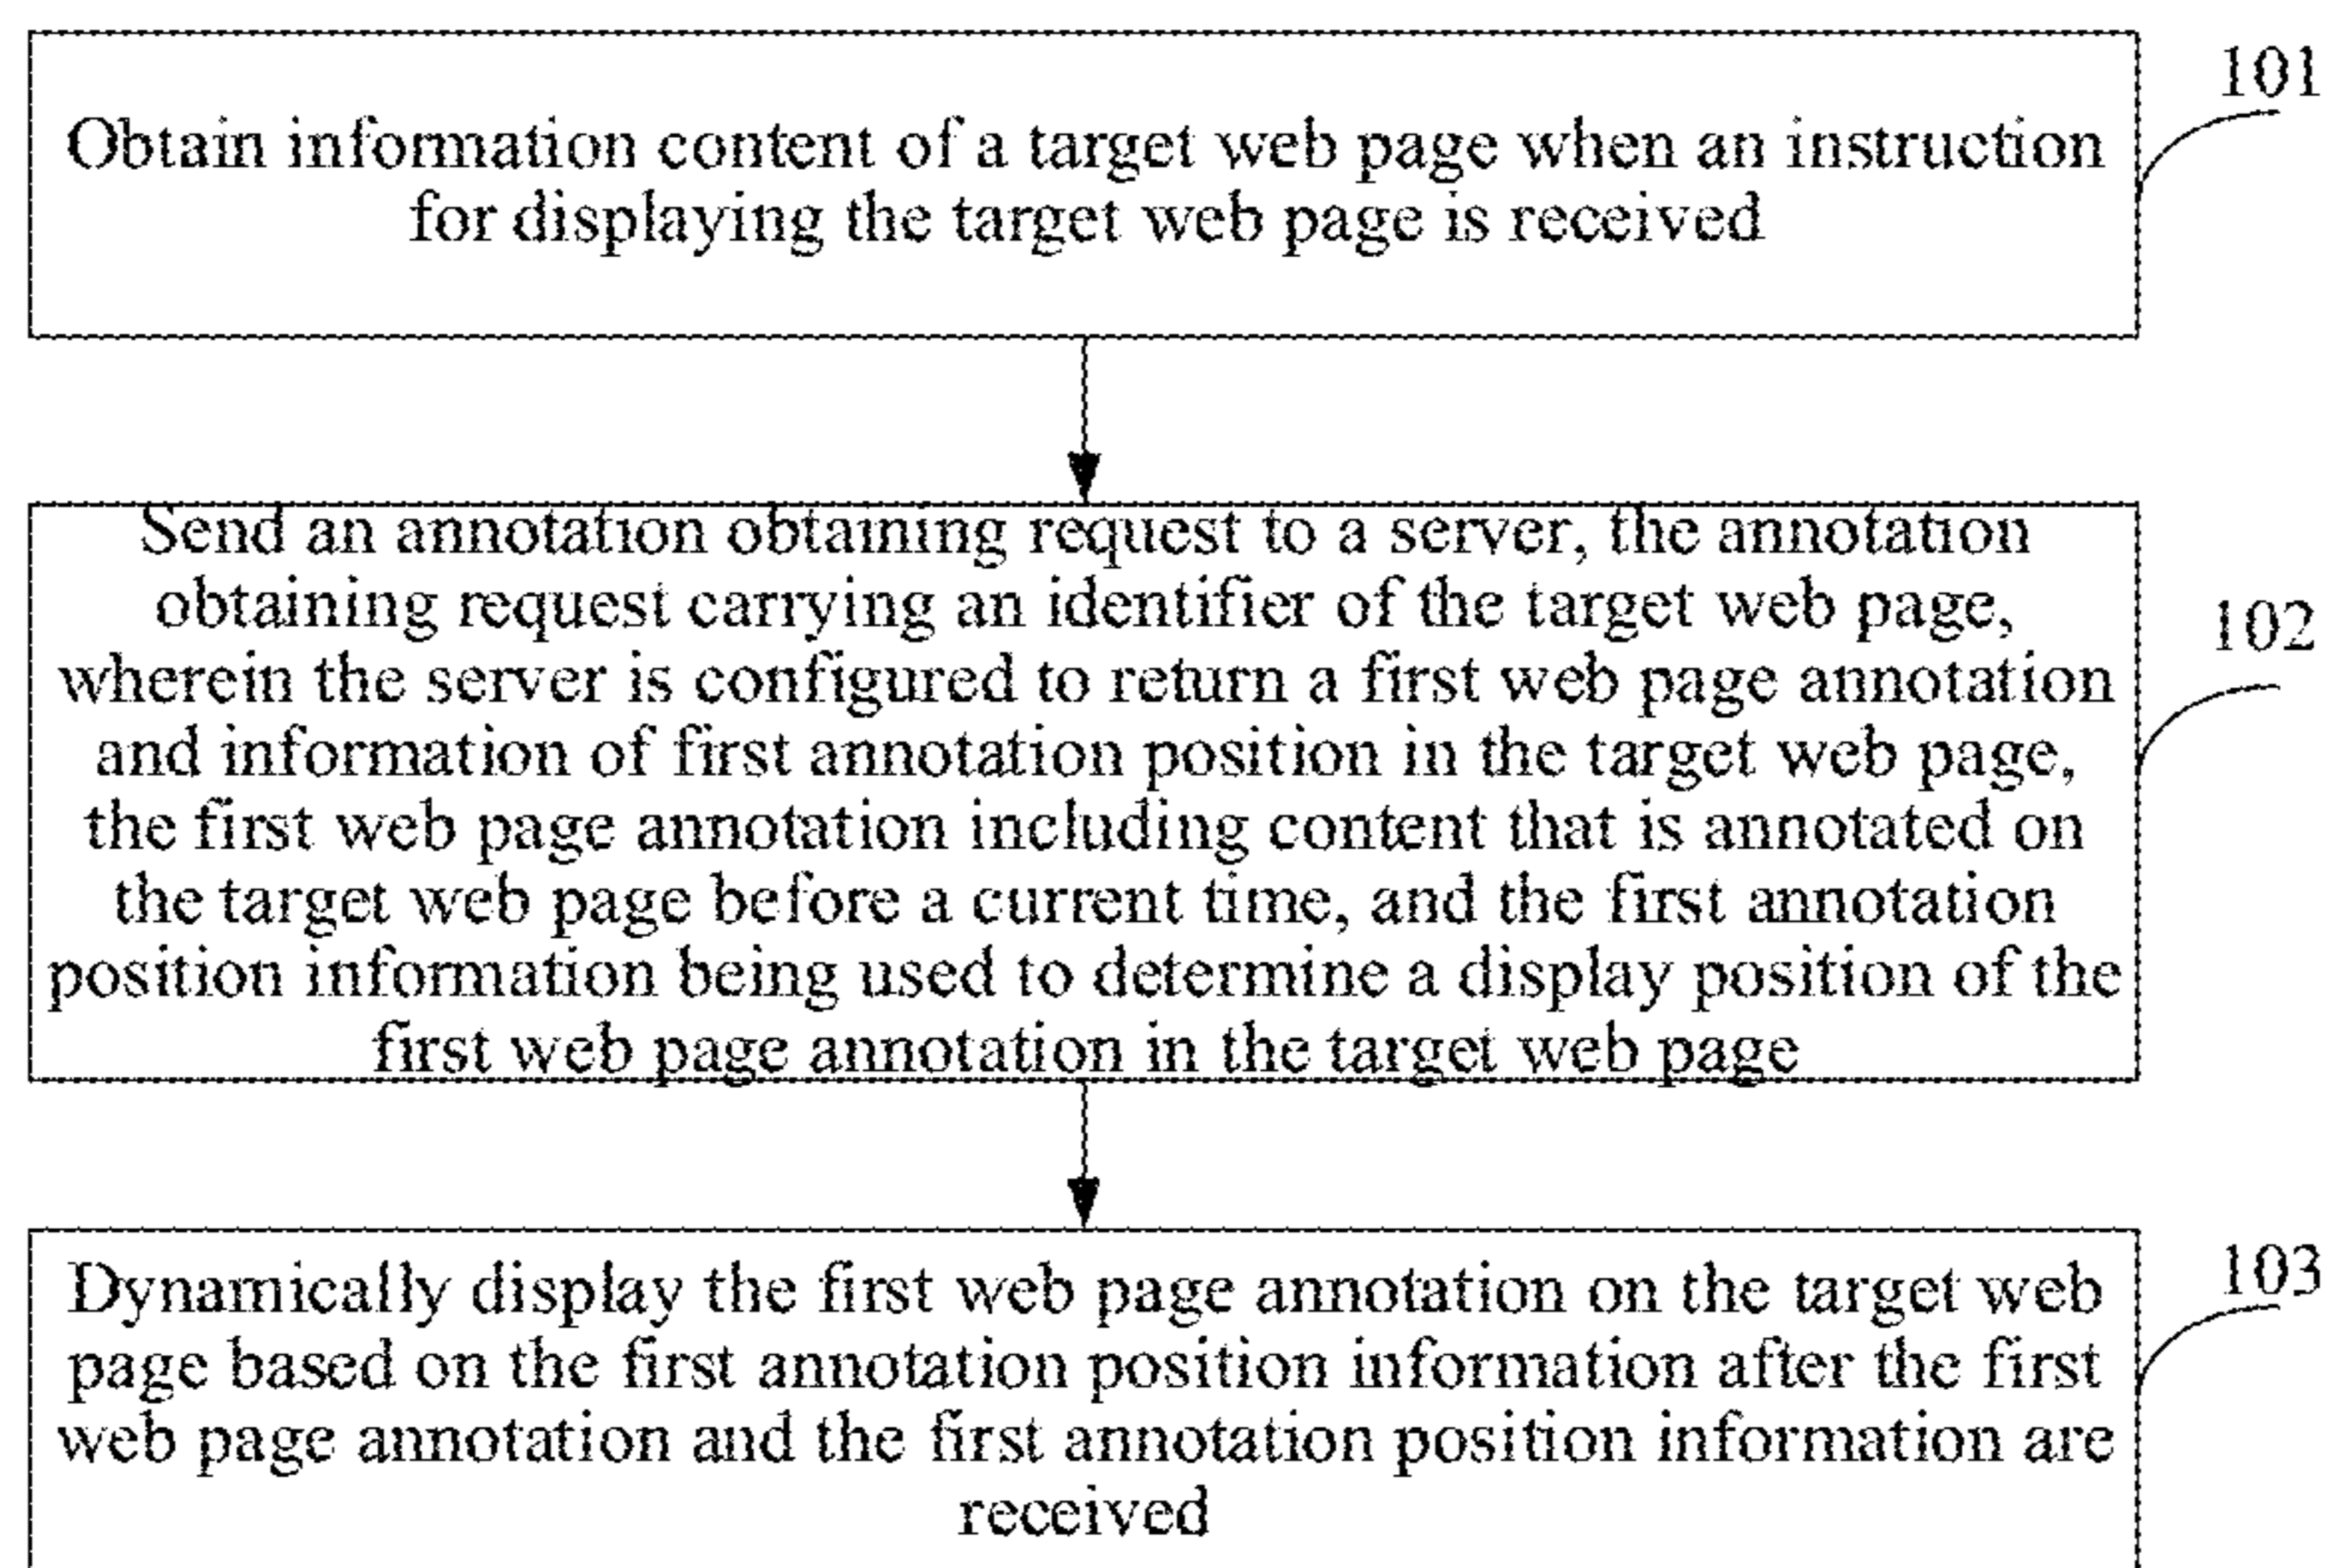 101
Obtain information content of a target web page when an instruction
for displaying the target web page is received
Send an annotation obtaining request to a server, the annotation
obtaining request carrying an identifier of the target web page,
102
wherein the server is configured to return a first web page annotation
and information of first annotation position in the target web page,
the first web page annotation including content that is annotated on
the target web page before a current time, and the first annotation
position information being used to determine a display position of the
first web page annotation in the target web page
103
Dynamically display the first web page annotation on the target web
page based on the first annotation position information after the first
web page annotation and the first annotation position information are
received